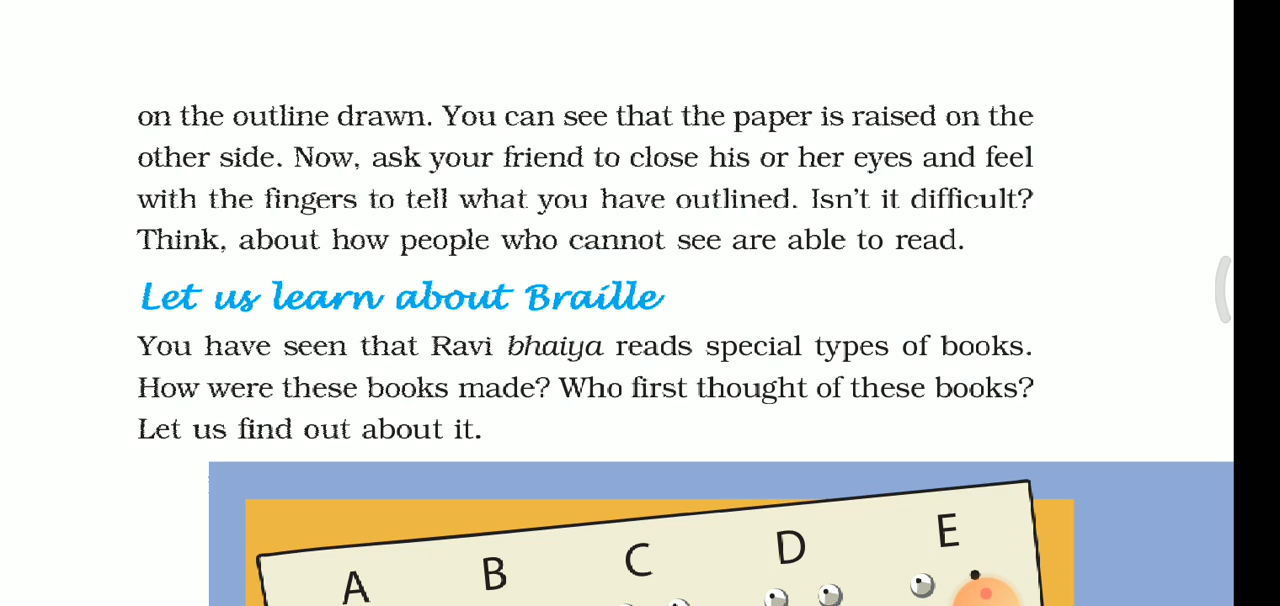 on the outline drawn. You can see that the paper is raised on the
other side. Now, ask your friend to close his or her eyes and feel
with the fingers to tell what you have outlined. Isn't it difficult?
Think, about how people who cannot see are able to read.
Let us learn about Braille
You have seen that Ravi bhaiya reads special types of books.
How were these books made? Who first thought of these books?
Let us find out about it.
A B C D E